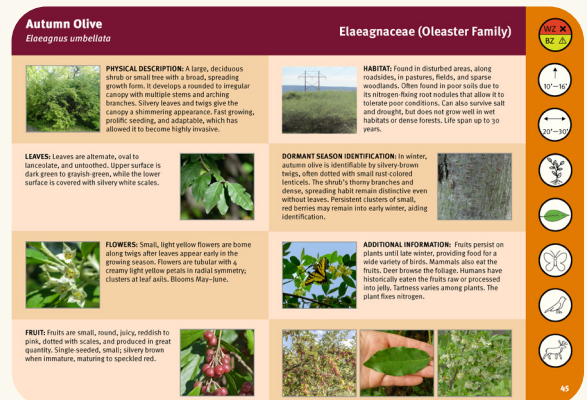 Autumn Olive
Elaeagnus umbellata
Elaeagnaceae (Oleaster Family)
PHYSICAL DESCRIPTION: A large, deciduous
shrub or small tree with a broad, spreading
growth form. It develops a rounded to irregular
canopy with multiple stems and arching
branches. Silvery leaves and twigs give the
canopy a shimmering appearance. Fast growing,
prolific seeding, and adaptable, which has
allowed it to become highly invasive.
HABITAT: Found in disturbed areas, along
roadsides, in pastures, fields, and sparse
woodlands. Often found in poor soils due to
its nitrogen-fixing root nodules that allow it to
tolerate poor conditions. Can also survive salt
and drought, but does not grow well in wet
habitats or dense forests. Life span up to 30
years.
LEAVES: Leaves are alternate, oval to
lanceolate, and untoothed. Upper surface is
dark green to grayish-green, while the lower
surface is covered with silvery white scales.
DORMANT SEASON IDENTIFICATION: In winter,
autumn olive is identifiable by silvery-brown
twigs, often dotted with small rust-colored
lenticels. The shrub's thorny branches and
dense, spreading habit remain distinctive even
without leaves. Persistent clusters of small,
red berries may remain into early winter, aiding
identification.
FLOWERS: Small, light yellow flowers are borne
along twigs after leaves appear early in the
growing season. Flowers are tubular with 4
creamy light yellow petals in radial symmetry;
clusters at leaf axils. Blooms May–June.
ADDITIONAL INFORMATION: Fruits persist on
plants until late winter, providing food for a
wide variety of birds. Mammals also eat the
fruits. Deer browse the foliage. Humans have
historically eaten the fruits raw or processed
into jelly. Tartness varies among plants. The
plant fixes nitrogen.
FRUIT: Fruits are small, round, juicy, reddish to
pink, dotted with scales, and produced in great
quantity. Single-seeded, small; silvery brown
when immature, maturing to speckled red.
WZ ✖
BZ ⚠
10'–16'
20'–30'
45